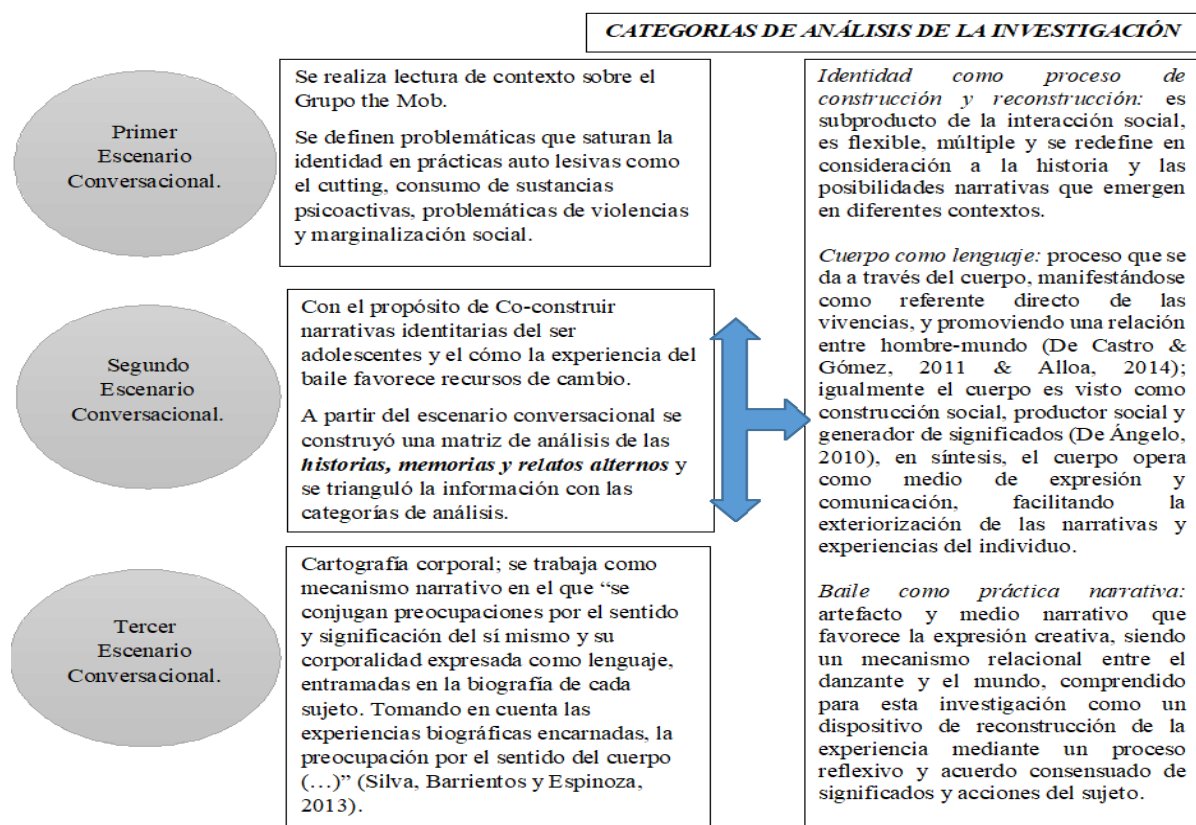 CATEGORIAS DE ANÁLISIS DE LA INVESTIGACIÓN
Primer
Escenario
Conversacional.
Se realiza lectura de contexto sobre el
Grupo the Mob.
Se definen problemáticas que saturan la
identidad en prácticas auto lesivas como
el cutting, consumo de sustancias
psicoactivas, problemáticas de violencias
y marginalización social.
Segundo
Escenario
Conversacional.
Con el propósito de Co-construir
narrativas identitarias del ser
adolescentes y el cómo la experiencia del
baile favorece recursos de cambio.
A partir del escenario conversacional se
construyó una matriz de análisis de las
historias, memorias y relatos alternos y
se trianguló la información con las
categorías de análisis.
Tercer
Escenario
Conversacional.
Cartografía corporal; se trabaja como
mecanismo narrativo en el que “se
conjugan preocupaciones por el sentido
y significación del sí mismo y su
corporalidad expresada como lenguaje,
entramadas en la biografía de cada
sujeto. Tomando en cuenta las
experiencias biográficas encarnadas, la
preocupación por el sentido del cuerpo
(…)” (Silva, Barrientos y Espinoza,
2013).
Identidad como proceso de
construcción y reconstrucción: es
subproducto de la interacción social,
es flexible, múltiple y se redefine en
consideración a la historia y las
posibilidades narrativas que emergen
en diferentes contextos.
Cuerpo como lenguaje: proceso que se
da a través del cuerpo, manifestándose
como referente directo de las
vivencias, y promoviendo una relación
entre hombre-mundo (De Castro &
Gómez, 2011 & Alloa, 2014);
igualmente el cuerpo es visto como
construcción social, productor social y
generador de significados (De Ángelo,
2010), en síntesis, el cuerpo opera
como medio de expresión y
comunicación, facilitando la
exteriorización de las narrativas y
experiencias del individuo.
Baile como práctica narrativa:
artefacto y medio narrativo que
favorece la expresión creativa, siendo
un mecanismo relacional entre el
danzante y el mundo, comprendido
para esta investigación como un
dispositivo de reconstrucción de la
experiencia mediante un proceso
reflexivo y acuerdo consensuado de
significados y acciones del sujeto.